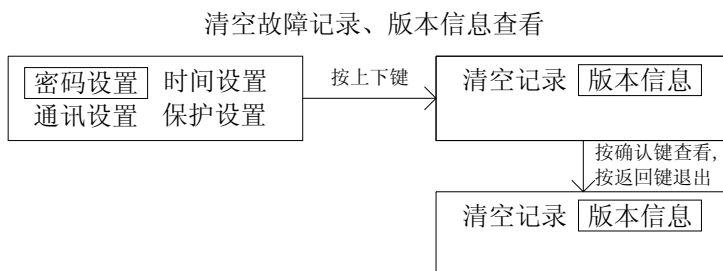 清空故障记录、版本信息查看
密码设置 时间设置
通讯设置 保护设置
按上下键
清空记录 版本信息
按确认键查看,
按返回键退出
清空记录 版本信息